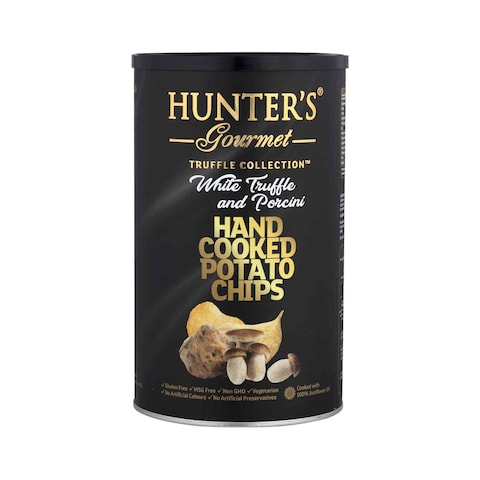 HUNTER'S®
Gourmet
TRUFFLE COLLECTION™
White Truffle
and Porcini
HAND
COOKED
POTATO
CHIPS
✓Gluten Free ✓MSG Free ✓Non GMO ✓Vegetarian
✓No Artificial Colours ✓No Artificial Preservatives
Cooked with
100% Sunflower Oil